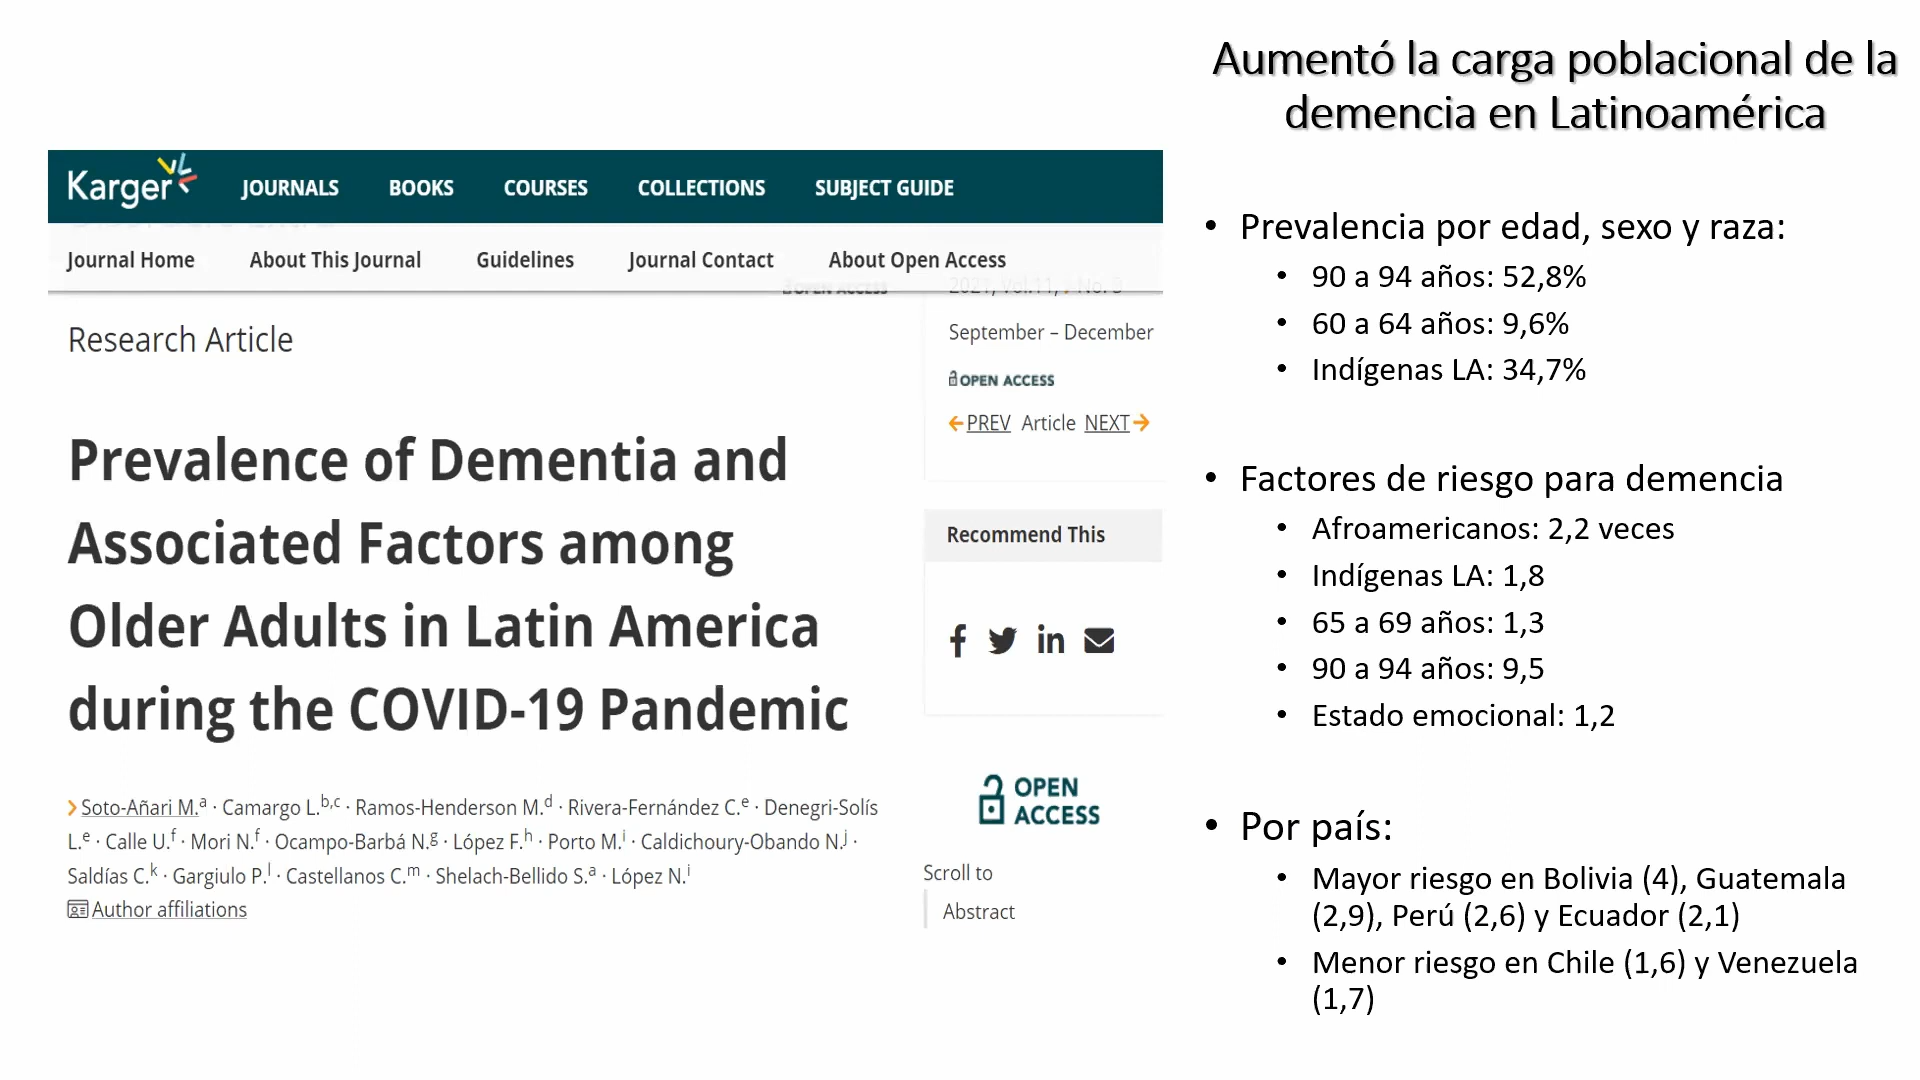 Aumentó la carga poblacional de la
demencia en Latinoamérica
Karger
JOURNALS BOOKS COURSES COLLECTIONS SUBJECT GUIDE
Journal Home About This Journal Guidelines Journal Contact About Open Access
OPEN ACCESS
2021, Vol.11, No. 3
September – December
OPEN ACCESS
PREV Article NEXT
Research Article
Prevalence of Dementia and
Associated Factors among
Older Adults in Latin America
during the COVID-19 Pandemic
Soto-Añari M.a · Camargo L.b,c · Ramos-Henderson M.d · Rivera-Fernández C.e · Denegri-Solís
L.e · Calle U.f · Mori N.f · Ocampo-Barbá N.g · López F.h · Porto M.i · Caldichoury-Obando N.j ·
Saldías C.k · Gargiulo P.l · Castellanos C.m · Shelach-Bellido S.a · López N.i
Author affiliations
Recommend This
OPEN
ACCESS
Scroll to
Abstract
• Prevalencia por edad, sexo y raza:
• 90 a 94 años: 52,8%
• 60 a 64 años: 9,6%
• Indígenas LA: 34,7%
• Factores de riesgo para demencia
• Afroamericanos: 2,2 veces
• Indígenas LA: 1,8
• 65 a 69 años: 1,3
• 90 a 94 años: 9,5
• Estado emocional: 1,2
• Por país:
• Mayor riesgo en Bolivia (4), Guatemala
(2,9), Perú (2,6) y Ecuador (2,1)
• Menor riesgo en Chile (1,6) y Venezuela
(1,7)